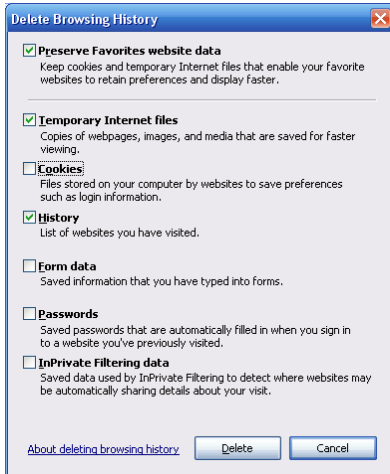 Delete Browsing History
Preserve Favorites website data
Keep cookies and temporary Internet files that enable your favorite
websites to retain preferences and display faster.
Temporary Internet files
Copies of webpages, images, and media that are saved for faster
viewing.
Cookies
Files stored on your computer by websites to save preferences
such as login information.
History
List of websites you have visited.
Form data
Saved information that you have typed into forms.
Passwords
Saved passwords that are automatically filled in when you sign in
to a website you've previously visited.
InPrivate Filtering data
Saved data used by InPrivate Filtering to detect where websites may
be automatically sharing details about your visit.
About deleting browsing history Delete Cancel